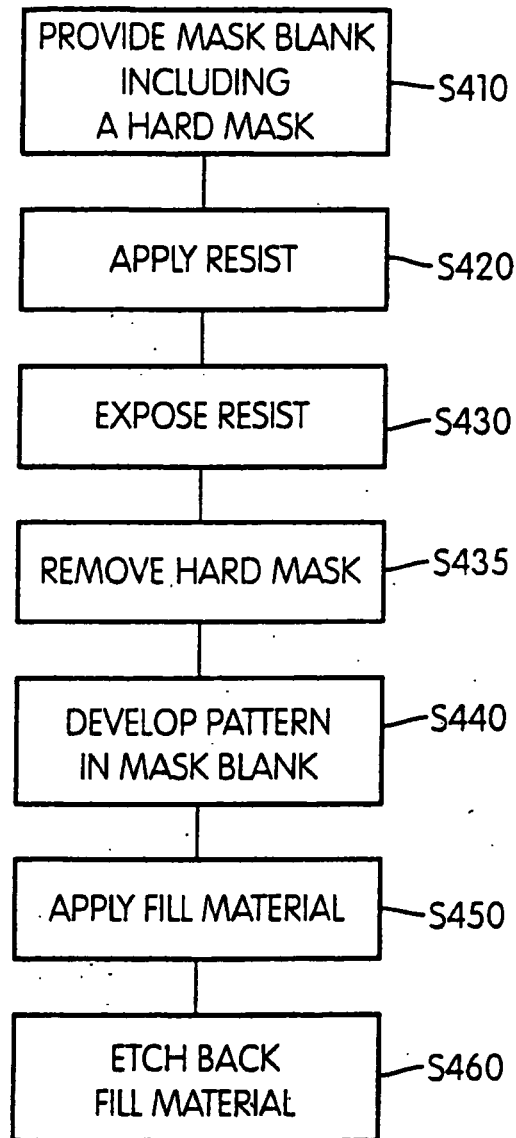 PROVIDE MASK BLANK
INCLUDING
A HARD MASK
S410
APPLY RESIST
S420
EXPOSE RESIST
S430
REMOVE HARD MASK
S435
DEVELOP PATTERN
IN MASK BLANK
S440
APPLY FILL MATERIAL
S450
ETCH BACK
FILL MATERIAL
S460